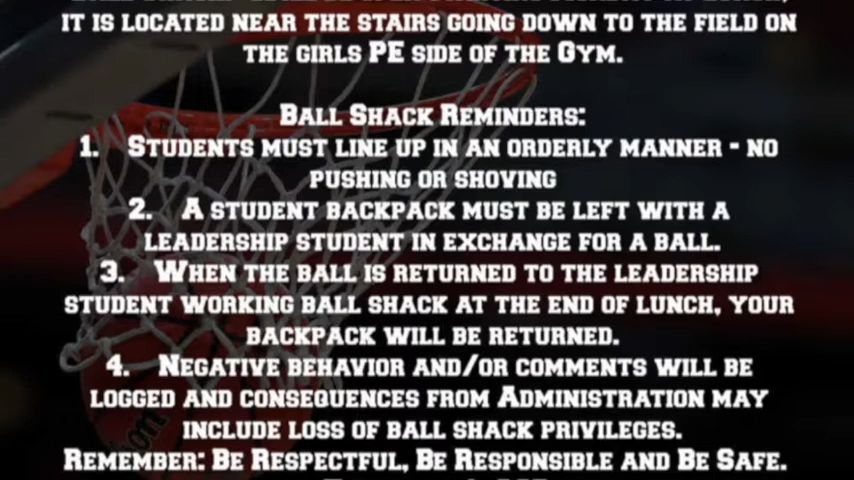 IT IS LOCATED NEAR THE STAIRS GOING DOWN TO THE FIELD ON
THE GIRLS PE SIDE OF THE GYM.
BALL SHACK REMINDERS:
1. STUDENTS MUST LINE UP IN AN ORDERLY MANNER - NO
PUSHING OR SHOVING
2. A STUDENT BACKPACK MUST BE LEFT WITH A
LEADERSHIP STUDENT IN EXCHANGE FOR A BALL.
3. WHEN THE BALL IS RETURNED TO THE LEADERSHIP
STUDENT WORKING BALL SHACK AT THE END OF LUNCH, YOUR
BACKPACK WILL BE RETURNED.
4. NEGATIVE BEHAVIOR AND/OR COMMENTS WILL BE
LOGGED AND CONSEQUENCES FROM ADMINISTRATION MAY
INCLUDE LOSS OF BALL SHACK PRIVILEGES.
REMEMBER: BE RESPECTFUL, BE RESPONSIBLE AND BE SAFE.